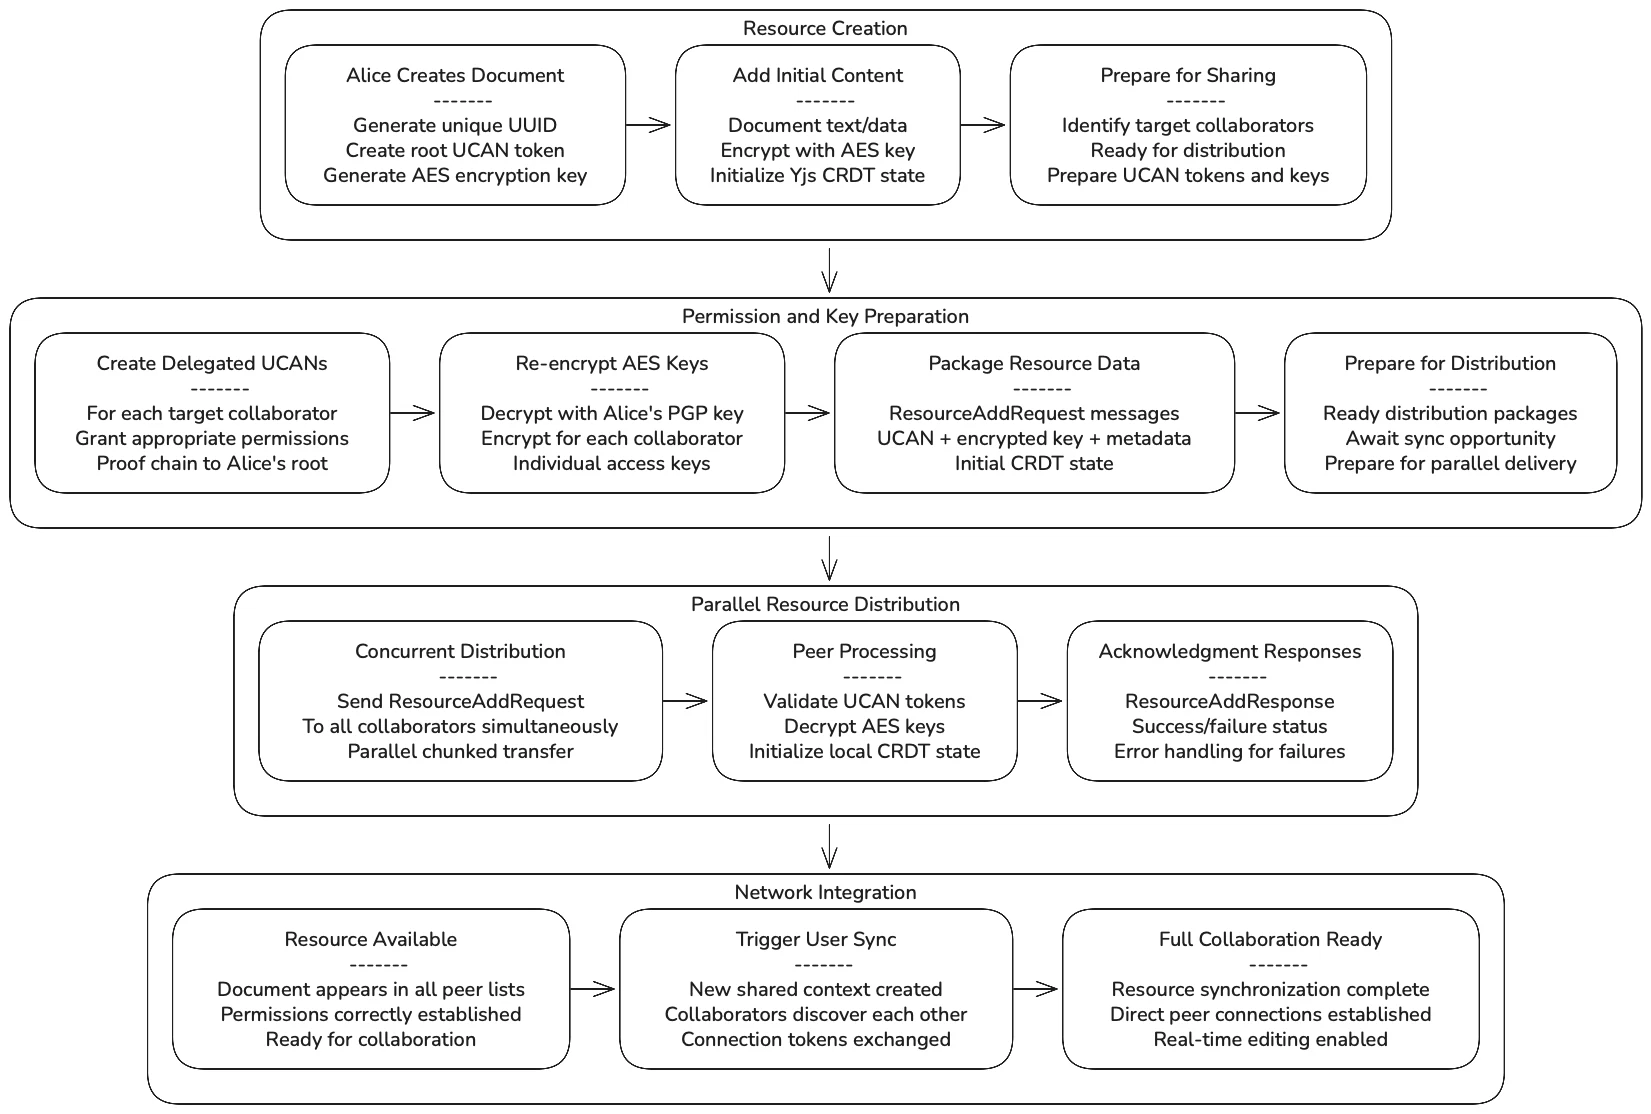 Resource Creation
Alice Creates Document
-------
Generate unique UUID
Create root UCAN token
Generate AES encryption key
Add Initial Content
-------
Document text/data
Encrypt with AES key
Initialize Yjs CRDT state
Prepare for Sharing
-------
Identify target collaborators
Ready for distribution
Prepare UCAN tokens and keys
Permission and Key Preparation
Create Delegated UCANs
-------
For each target collaborator
Grant appropriate permissions
Proof chain to Alice's root
Re-encrypt AES Keys
-------
Decrypt with Alice's PGP key
Encrypt for each collaborator
Individual access keys
Package Resource Data
-------
ResourceAddRequest messages
UCAN + encrypted key + metadata
Initial CRDT state
Prepare for Distribution
-------
Ready distribution packages
Await sync opportunity
Prepare for parallel delivery
Parallel Resource Distribution
Concurrent Distribution
-------
Send ResourceAddRequest
To all collaborators simultaneously
Parallel chunked transfer
Peer Processing
-------
Validate UCAN tokens
Decrypt AES keys
Initialize local CRDT state
Acknowledgment Responses
-------
ResourceAddResponse
Success/failure status
Error handling for failures
Network Integration
Resource Available
-------
Document appears in all peer lists
Permissions correctly established
Ready for collaboration
Trigger User Sync
-------
New shared context created
Collaborators discover each other
Connection tokens exchanged
Full Collaboration Ready
-------
Resource synchronization complete
Direct peer connections established
Real-time editing enabled